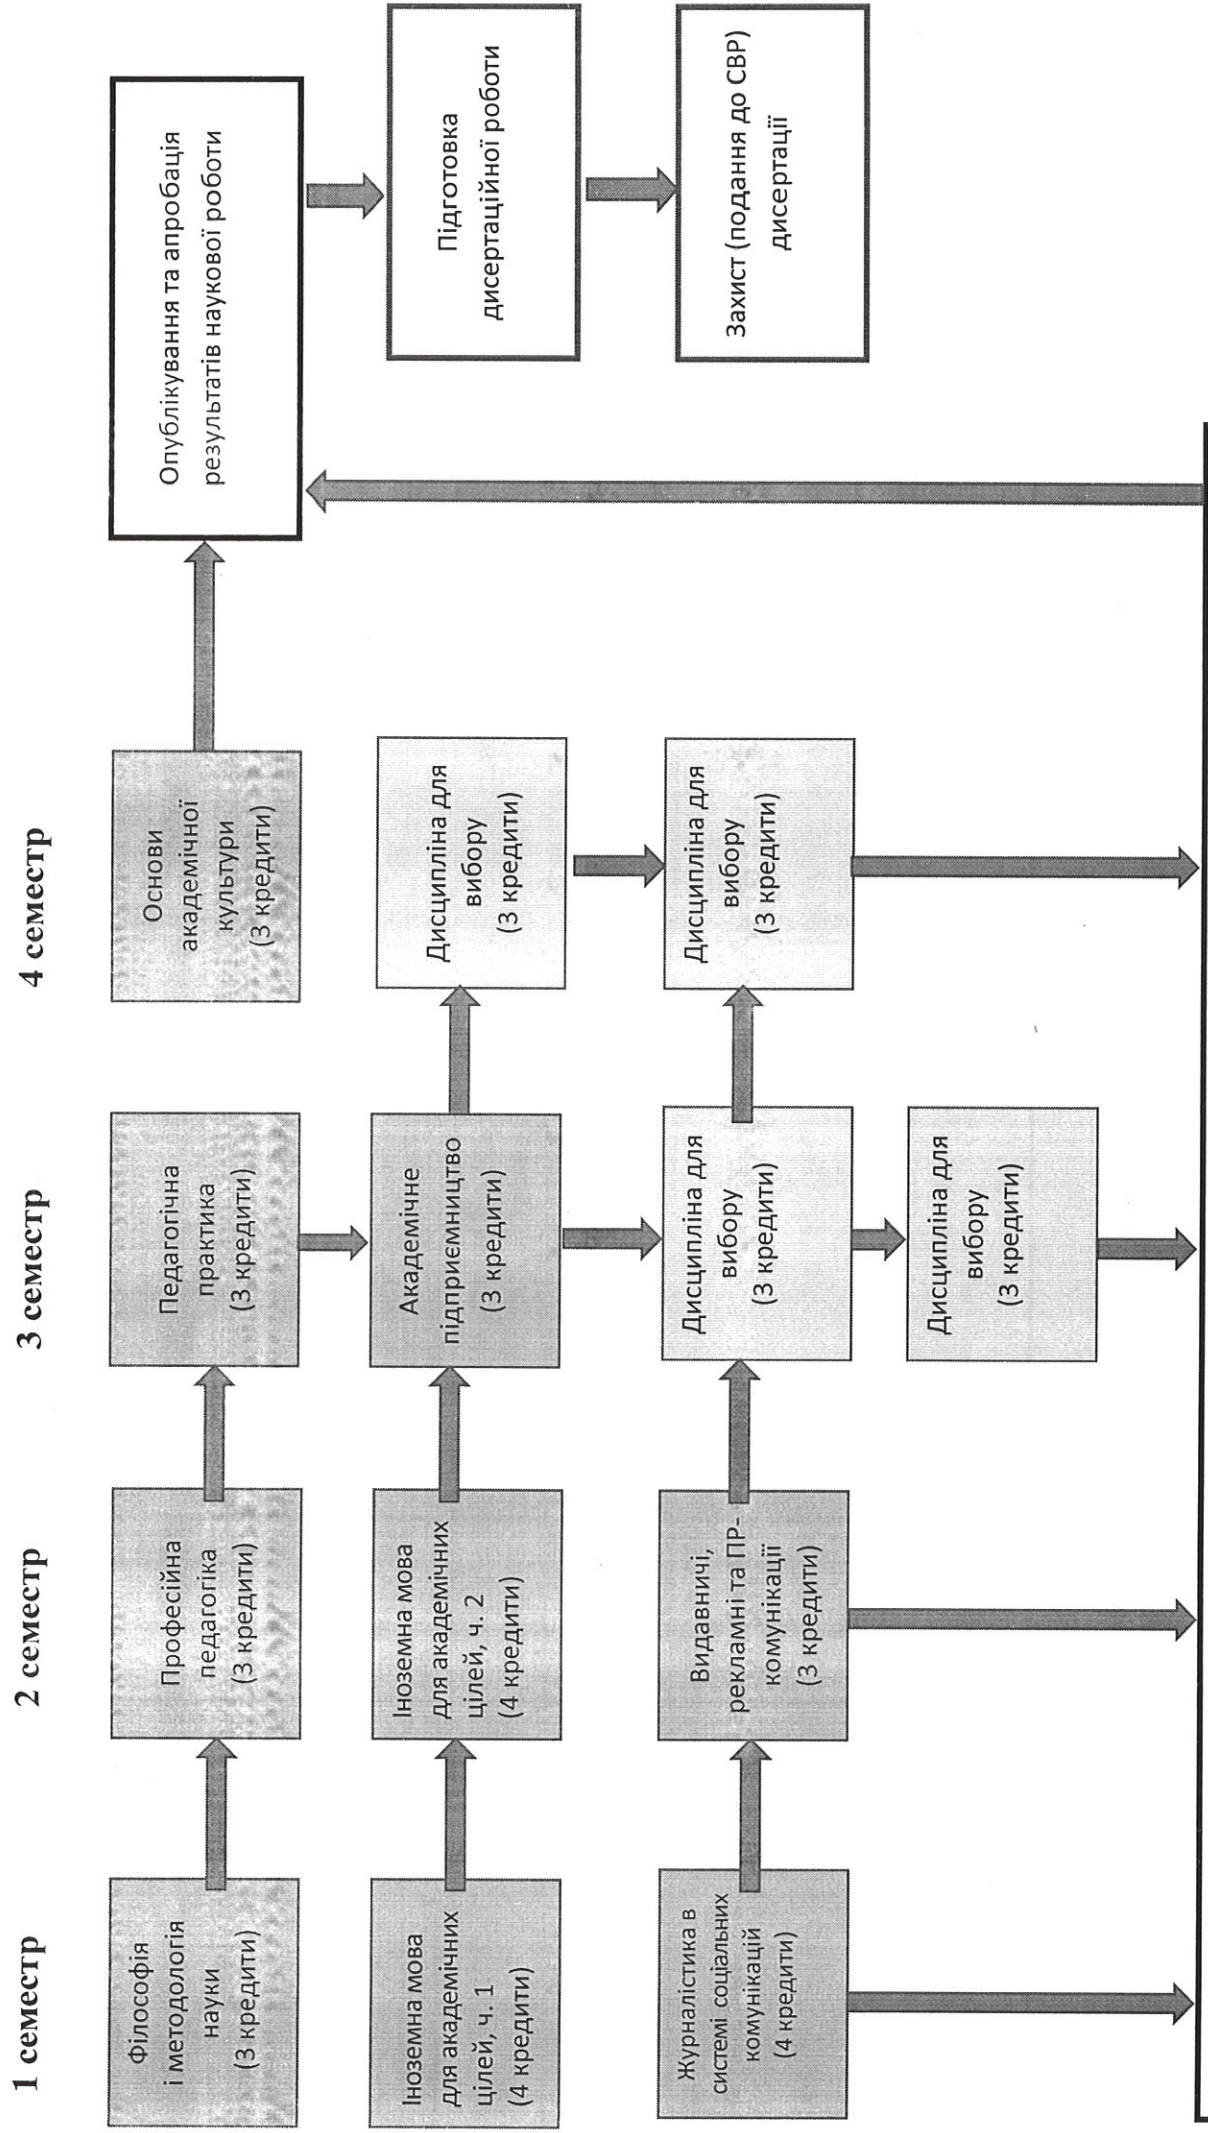 1 семестр
2 семестр
3 семестр
4 семестр
Філософія
і методологія
науки
(3 кредити)
Професійна
педагогіка
(3 кредити)
Педагогічна
практика
(3 кредити)
Основи
академічної
культури
(3 кредити)
Опублікування та апробація
результатів наукової роботи
Іноземна мова
для академічних
цілей, ч. 1
(4 кредити)
Іноземна мова
для академічних
цілей, ч. 2
(4 кредити)
Академічне
підприємництво
(3 кредити)
Дисципліна для
вибору
(3 кредити)
Підготовка
дисертаційної роботи
Журналістика в
системі соціальних
комунікацій
(4 кредити)
Видавничі,
рекламні та ПР-
комунікації
(3 кредити)
Дисципліна для
вибору
(3 кредити)
Дисципліна для
вибору
(3 кредити)
Захист (подання до СВР)
дисертації
Дисципліна для
вибору
(3 кредити)